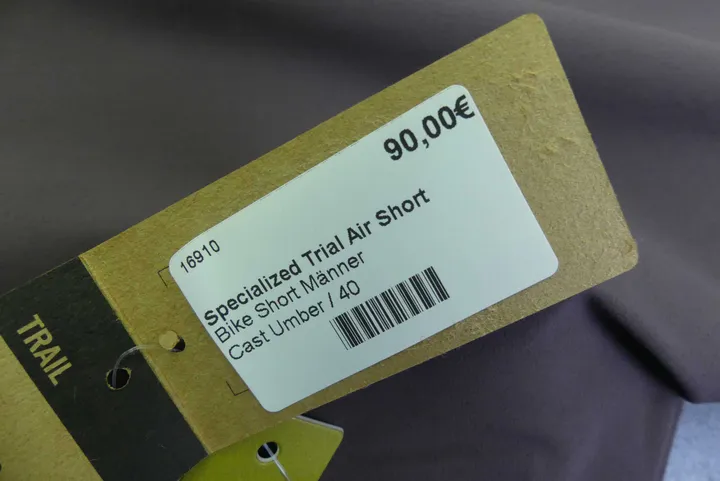 90,00€
16910
Specialized Trial Air Short
Bike Short Männer
Cast Umber / 40
TRAIL